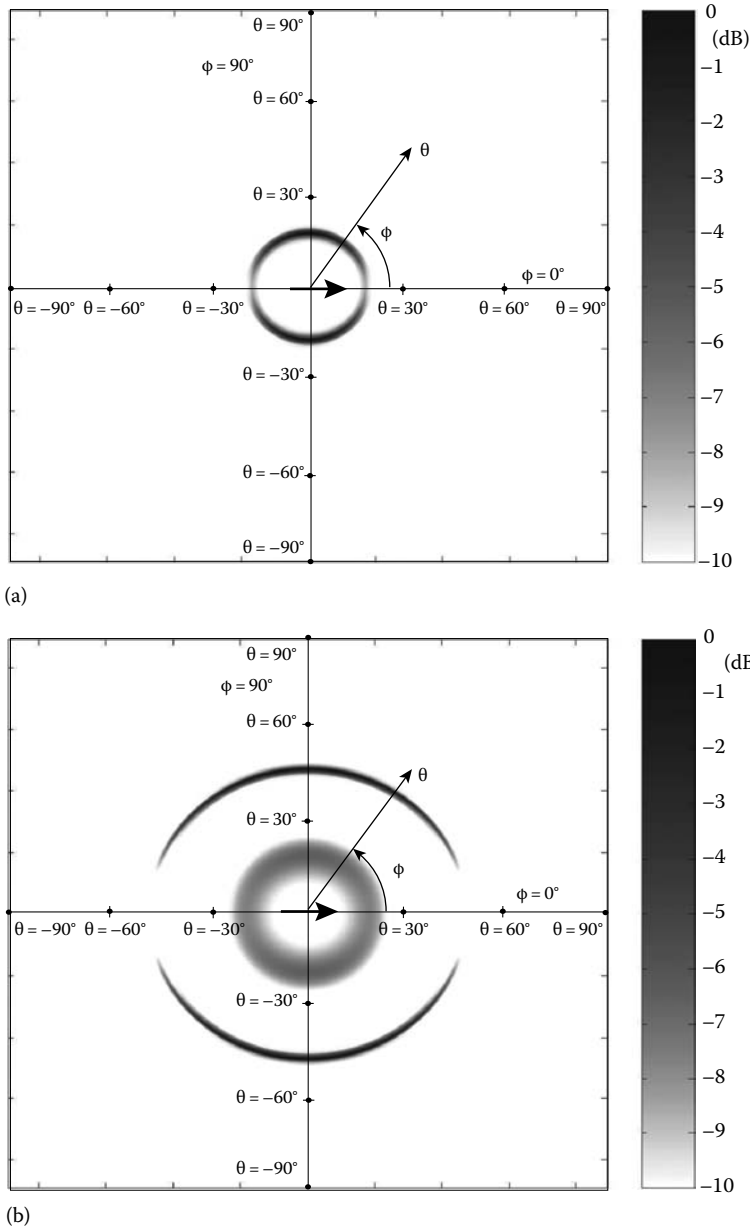 θ = 90°
φ = 90°
θ = 60°
θ
θ = 30°
φ
φ = 0°
θ = −90° θ = −60° θ = −30° θ = 30° θ = 60° θ = 90°
θ = −30°
θ = −60°
θ = −90°
0
(dB)
−1
−2
−3
−4
−5
−6
−7
−8
−9
−10
(a)
θ = 90°
φ = 90°
θ = 60°
θ
θ = 30°
φ
φ = 0°
θ = −90° θ = −60° θ = −30° θ = 30° θ = 60° θ = 90°
θ = −30°
θ = −60°
θ = −90°
0
(dB
−1
−2
−3
−4
−5
−6
−7
−8
−9
−10
(b)